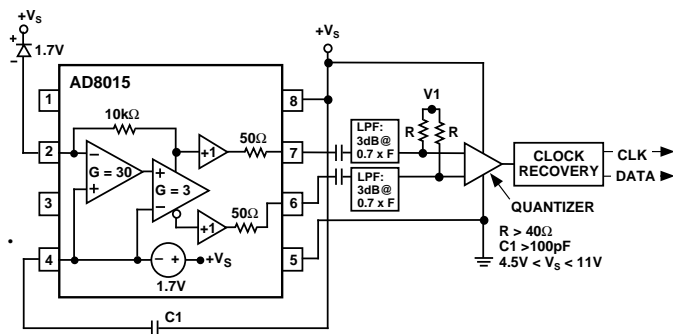 +VS
+
−
1.7V
AD8015
1
2
3
4
8
7
6
5
10kΩ
−
+
G = 30
+
−
G = 3
+1
50Ω
+1
50Ω
− +
+VS
1.7V
C1
+VS
LPF:
3dB@
0.7 x F
LPF:
3dB@
0.7 x F
V1
R
R
CLOCK
RECOVERY
CLK
DATA
QUANTIZER
R > 40Ω
C1 >100pF
4.5V < VS < 11V